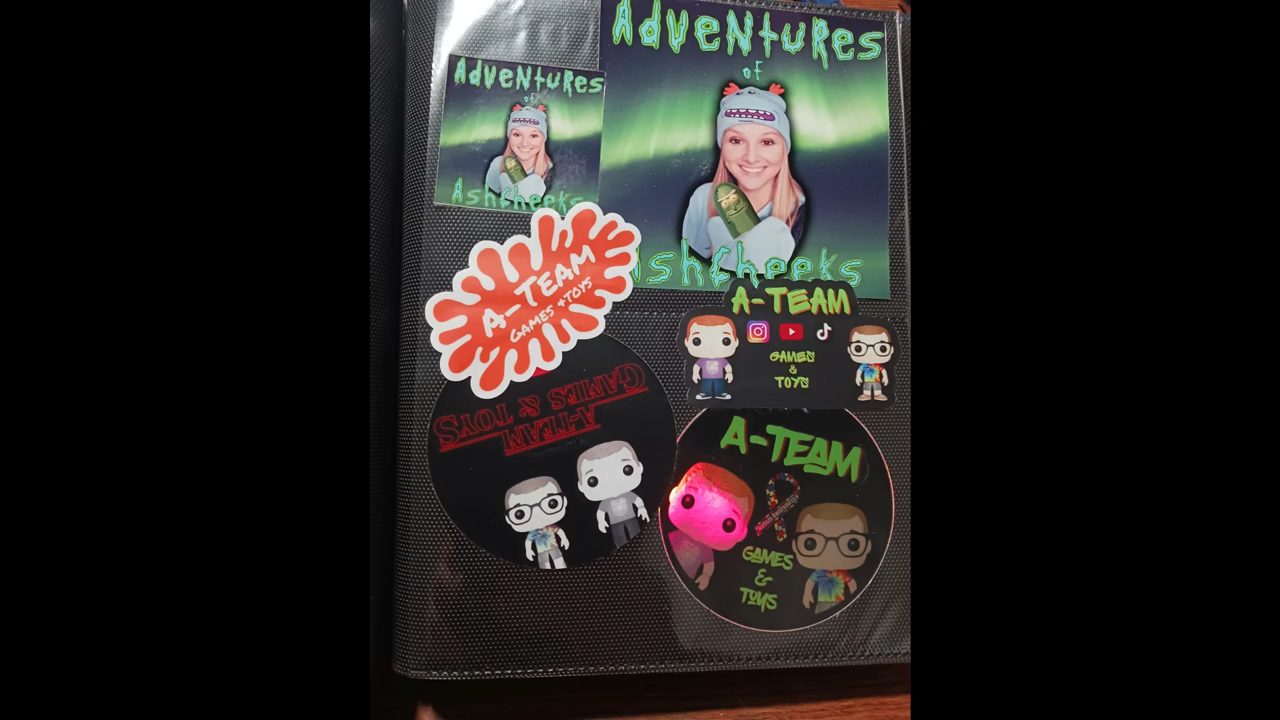 AdveNtuRes
of
AshCheeks
AdveNtuRes
of
AshCheeks
A-TEAM
GAMES + TOYS
A-TEAM
GAMES
&
TOYS
A-TEAM
GAMES & TOYS
A-TEAM
GAMES
&
TOYS